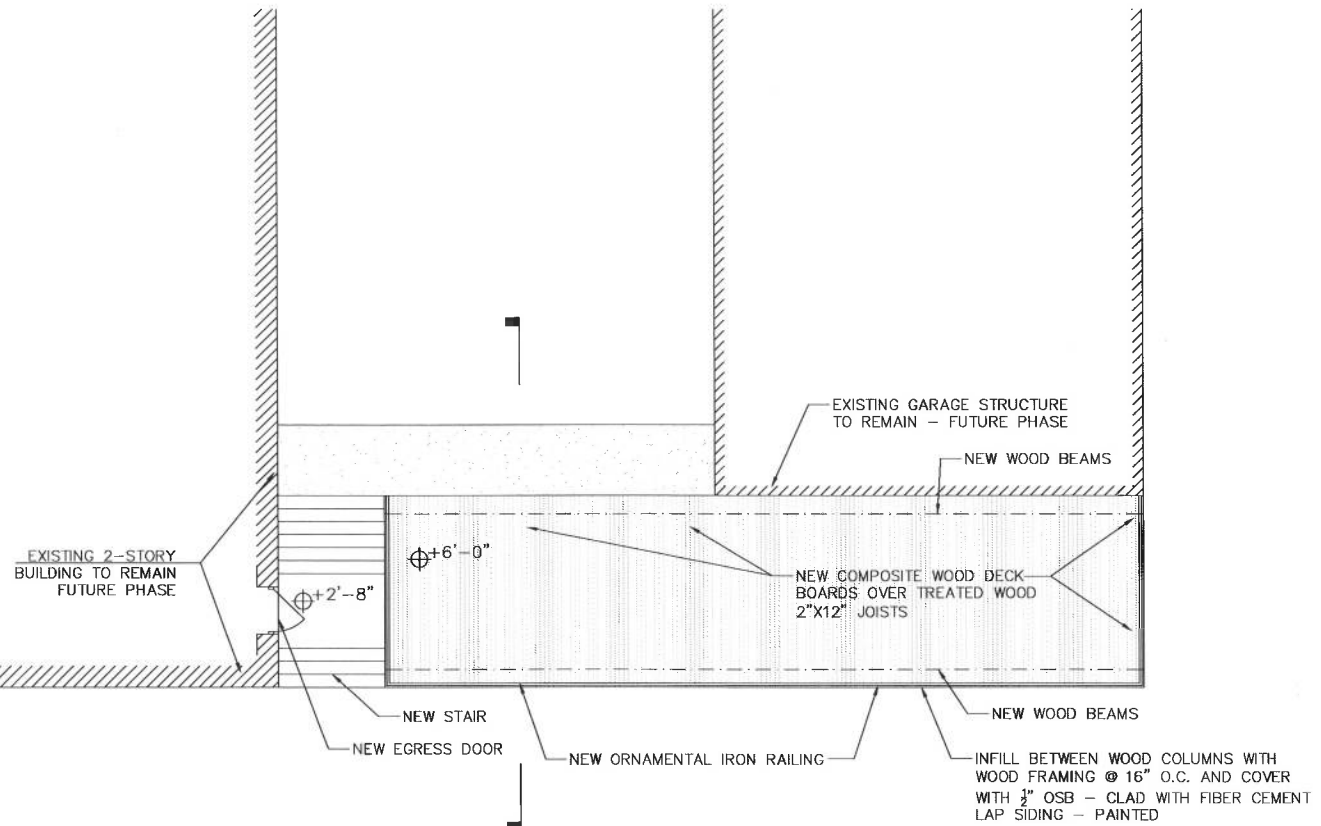 EXISTING GARAGE STRUCTURE
TO REMAIN – FUTURE PHASE
NEW WOOD BEAMS
+6'–0"
EXISTING 2–STORY
BUILDING TO REMAIN
FUTURE PHASE
+2'–8"
NEW COMPOSITE WOOD DECK
BOARDS OVER TREATED WOOD
2"X12" JOISTS
NEW STAIR
NEW WOOD BEAMS
NEW EGRESS DOOR
NEW ORNAMENTAL IRON RAILING
INFILL BETWEEN WOOD COLUMNS WITH
WOOD FRAMING @ 16" O.C. AND COVER
WITH ½" OSB – CLAD WITH FIBER CEMENT
LAP SIDING – PAINTED